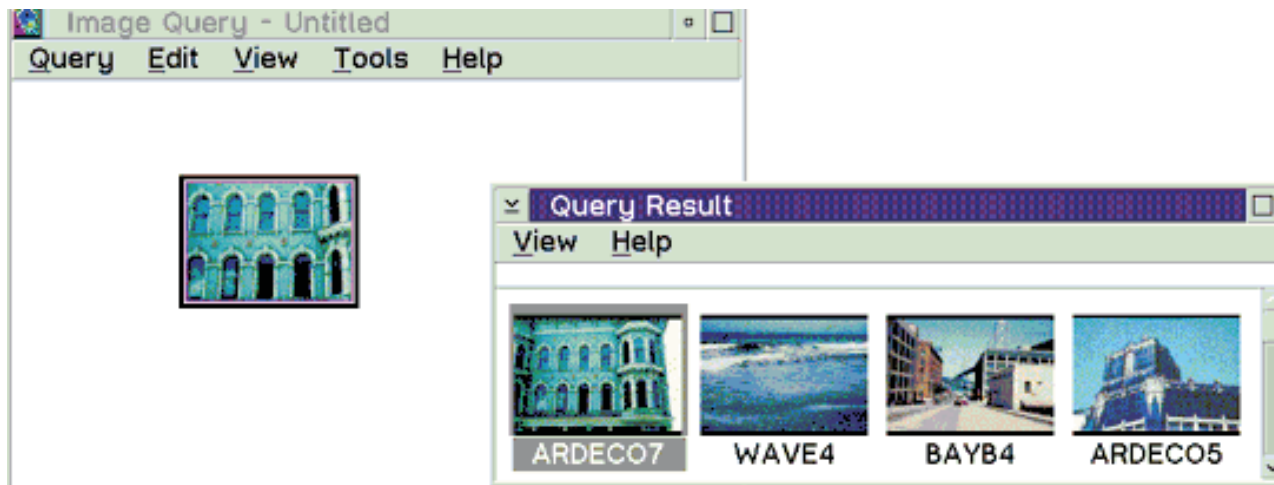 Image Query - Untitled
Query Edit View Tools Help
Query Result
View Help
ARDECO7 WAVE4 BAYB4 ARDECO5